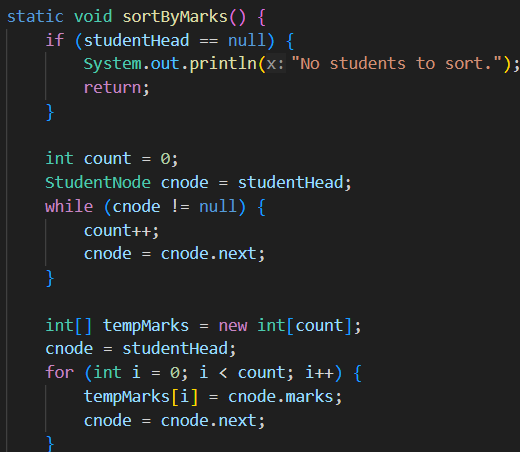 static void sortByMarks() {
    if (studentHead == null) {
        System.out.println(x: "No students to sort.");
        return;
    }

    int count = 0;
    StudentNode cnode = studentHead;
    while (cnode != null) {
        count++;
        cnode = cnode.next;
    }

    int[] tempMarks = new int[count];
    cnode = studentHead;
    for (int i = 0; i < count; i++) {
        tempMarks[i] = cnode.marks;
        cnode = cnode.next;
    }